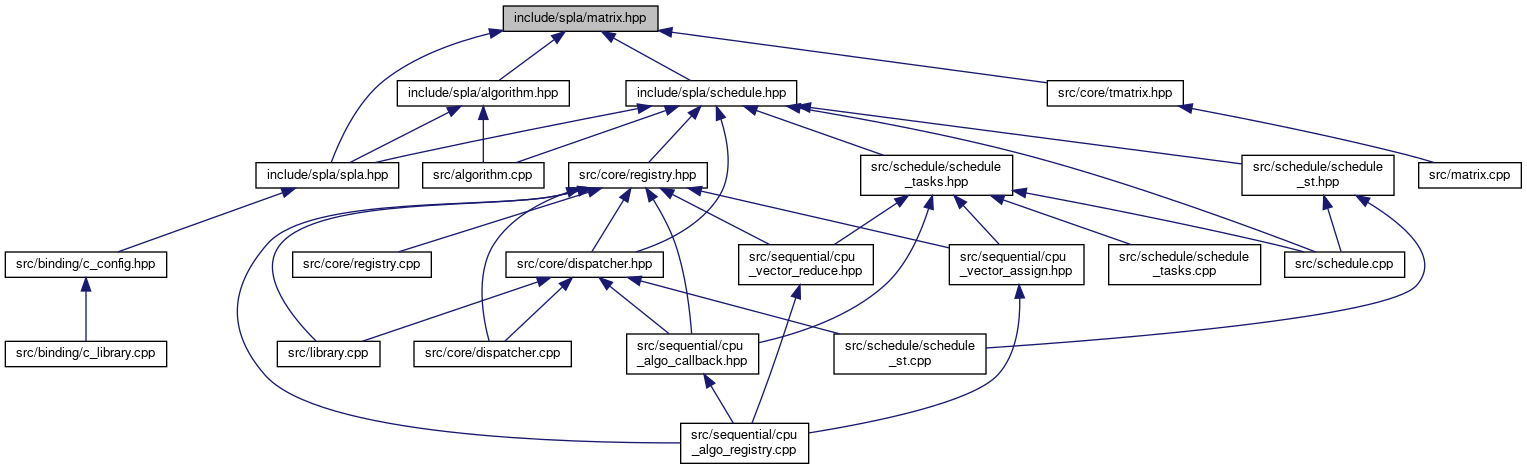 include/spla/matrix.hpp
include/spla/algorithm.hpp
include/spla/schedule.hpp
src/core/tmatrix.hpp
include/spla/spla.hpp
src/algorithm.cpp
src/core/registry.hpp
src/schedule/schedule
_tasks.hpp
src/schedule/schedule
_st.hpp
src/matrix.cpp
src/binding/c_config.hpp
src/core/registry.cpp
src/core/dispatcher.hpp
src/sequential/cpu
_vector_reduce.hpp
src/sequential/cpu
_vector_assign.hpp
src/schedule/schedule
_tasks.cpp
src/schedule.cpp
src/binding/c_library.cpp
src/library.cpp
src/core/dispatcher.cpp
src/sequential/cpu
_algo_callback.hpp
src/schedule/schedule
_st.cpp
src/sequential/cpu
_algo_registry.cpp